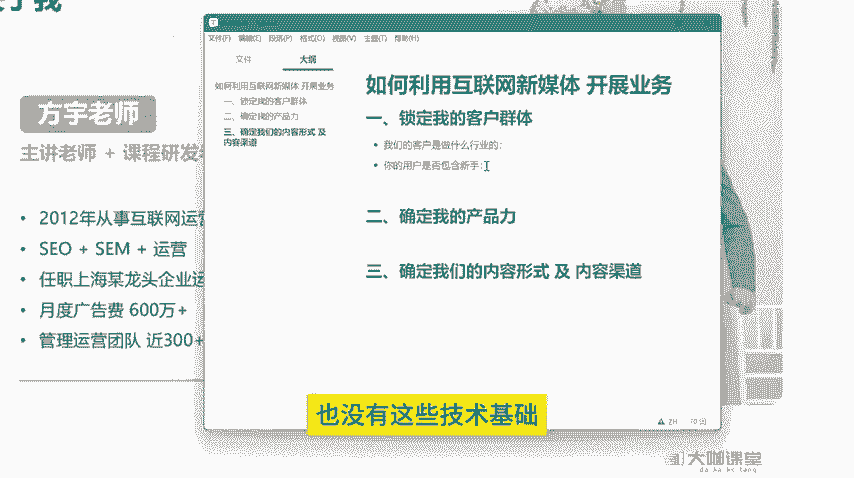 文件(F) 编辑(E) 段落(P) 格式(O) 视图(V) 主题(T) 帮助(H)
文件 大纲
如何利用互联网新媒体 开展业务
一、锁定我的客户群体
二、确定我的产品力
三、确定我们的内容形式 及
内容渠道
如何利用互联网新媒体 开展业务
一、锁定我的客户群体
• 我们的客户是做什么行业的：
• 你的用户是否包含新手：
二、确定我的产品力
三、确定我们的内容形式 及 内容渠道
ZH
方宇老师
主讲老师 + 课程研发
• 2012年从事互联网运营
• SEO + SEM + 运营
• 任职上海某龙头企业运
• 月度广告费 600万+
• 管理运营团队 近300+
也没有这些技术基础
大咖课堂
da ka ke tang